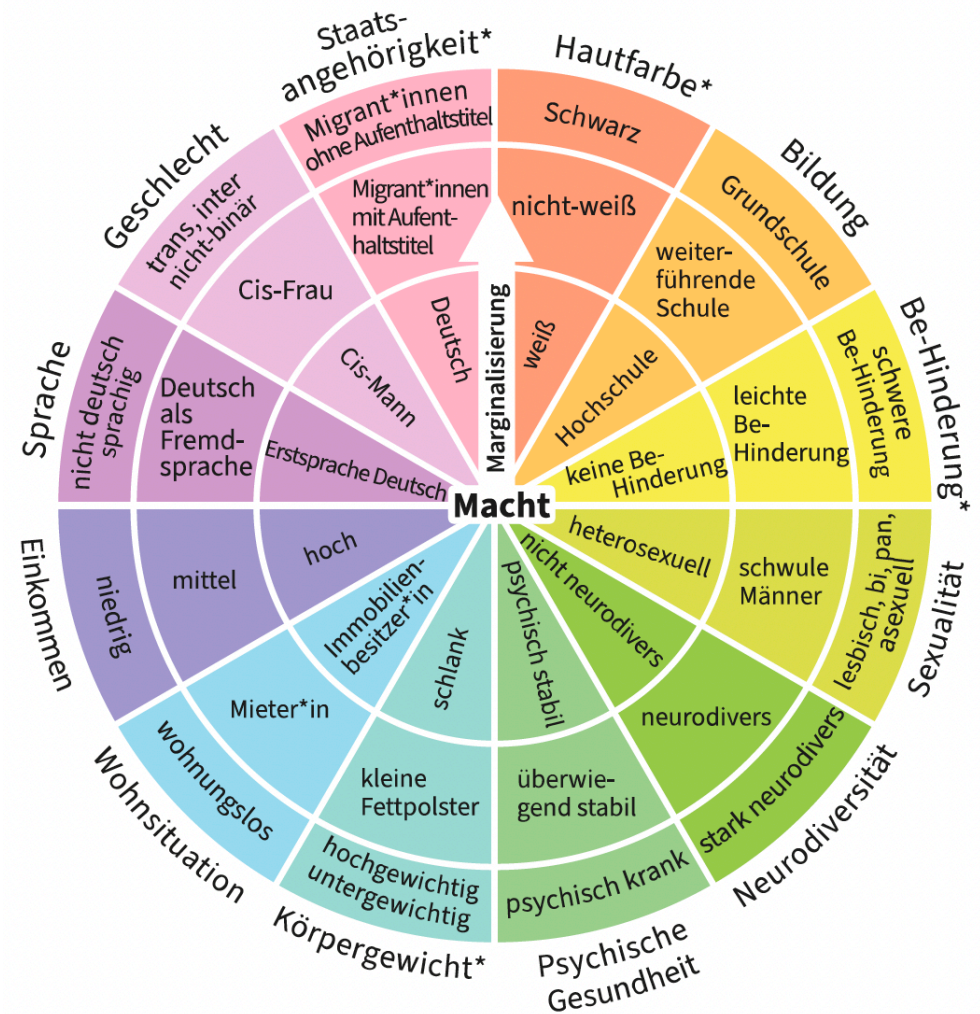 Staats-
angehörigkeit*
Migrant*innen
ohne Aufenthaltstitel
Migrant*innen
mit Aufent-
haltstitel
Deutsch
Hautfarbe*
Schwarz
nicht-weiß
weiß
Bildung
Grundschule
weiter-
führende
Schule
Hochschule
Be-Hinderung*
schwere
Be-Hinderung
leichte
Be-
Hinderung
keine Be-
Hinderung
Sexualität
lesbisch, bi, pan,
asexuell
schwule
Männer
heterosexuell
Neurodiversität
stark neurodivers
neurodivers
nicht neurodivers
Psychische
Gesundheit
psychisch krank
überwie-
gend stabil
psychisch stabil
Körpergewicht*
hochgewichtig
untergewichtig
kleine
Fettpolster
schlank
Wohnsituation
wohnungslos
Mieter*in
Immobilien-
besitzer*in
Einkommen
niedrig
mittel
hoch
Sprache
nicht deutsch
sprachig
Deutsch
als
Fremd-
sprache
Erstsprache Deutsch
Geschlecht
trans, inter
nicht-binär
Cis-Frau
Cis-Mann
Marginalisierung
Macht